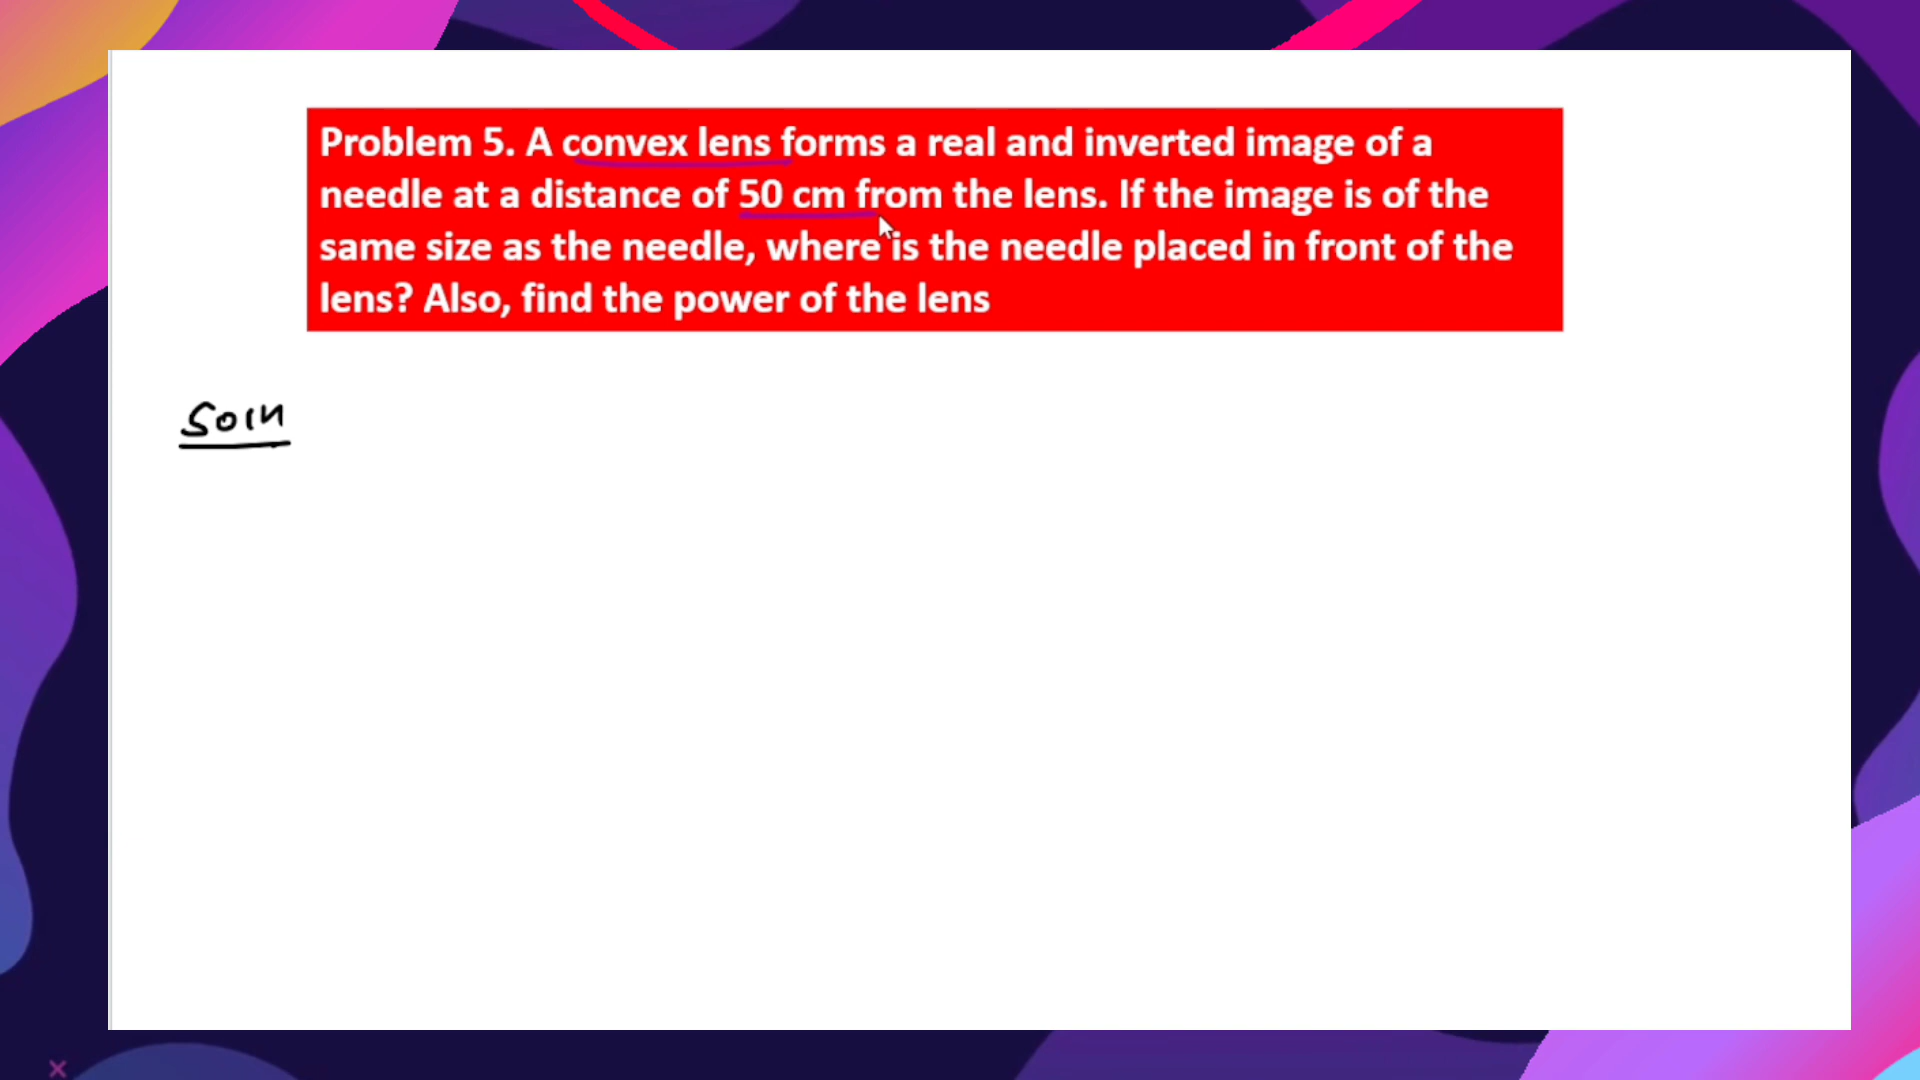 Problem 5. A convex lens forms a real and inverted image of a
needle at a distance of 50 cm from the lens. If the image is of the
same size as the needle, where is the needle placed in front of the
lens? Also, find the power of the lens
Soln